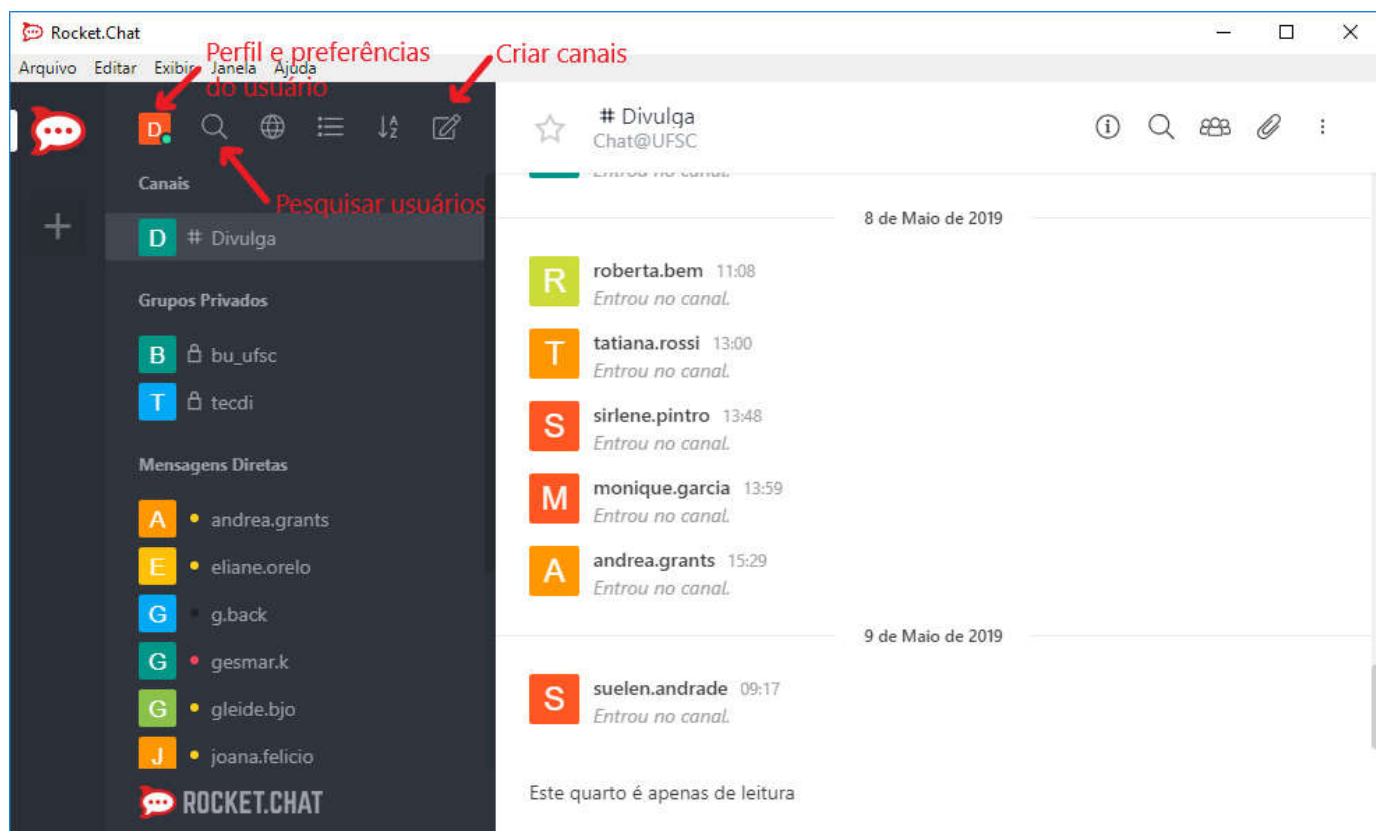 Rocket.Chat
Arquivo Editar Exibir Janela Ajuda
Perfil e preferências
do usuário
Criar canais
D
Pesquisar usuários
Canais
D # Divulga
Grupos Privados
B bu_ufsc
T tecdi
Mensagens Diretas
A andrea.grants
E eliane.orelo
G g.back
G gesmar.k
G gleide.bjo
J joana.felicio
ROCKET.CHAT
# Divulga
Chat@UFSC
Entrou no canal.
8 de Maio de 2019
R roberta.bem 11:08
Entrou no canal.
T tatiana.rossi 13:00
Entrou no canal.
S sirlene.pintro 13:48
Entrou no canal.
M monique.garcia 13:59
Entrou no canal.
A andrea.grants 15:29
Entrou no canal.
9 de Maio de 2019
S suelen.andrade 09:17
Entrou no canal.
Este quarto é apenas de leitura